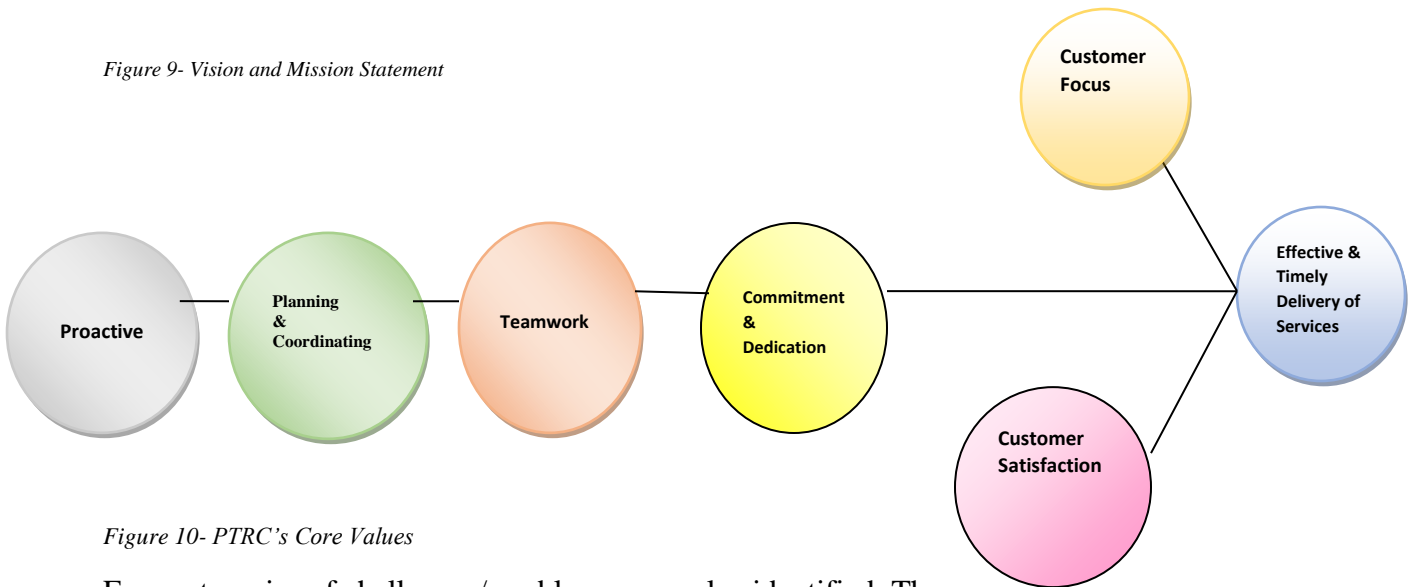 Figure 9- Vision and Mission Statement
Customer
Focus
Proactive
Planning
&
Coordinating
Teamwork
Commitment
&
Dedication
Effective &
Timely
Delivery of
Services
Customer
Satisfaction
Figure 10- PTRC's Core Values